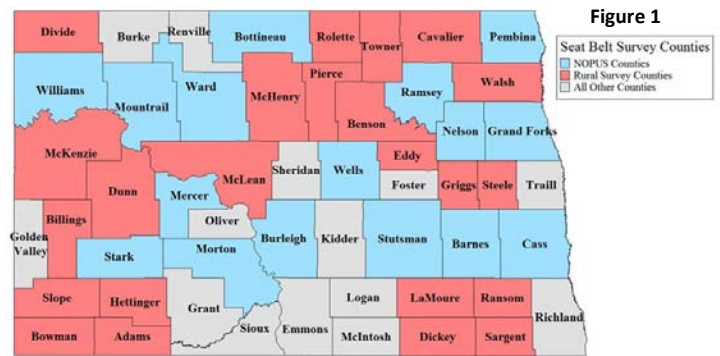 Figure 1
Seat Belt Survey Counties
NOPUS Counties
Rural Survey Counties
All Other Counties
Divide
Burke
Renville
Bottineau
Rolette
Towner
Cavalier
Pembina
Williams
Mountrail
Ward
McHenry
Pierce
Benson
Ramsey
Walsh
Nelson
Grand Forks
McKenzie
Dunn
McLean
Sheridan
Wells
Eddy
Foster
Griggs
Steele
Traill
Mercer
Oliver
Golden
Valley
Billings
Stark
Morton
Burleigh
Kidder
Stutsman
Barnes
Cass
Slope
Hettinger
Grant
Sioux
Emmons
Logan
LaMoure
Ransom
Richland
Bowman
Adams
McIntosh
Dickey
Sargent